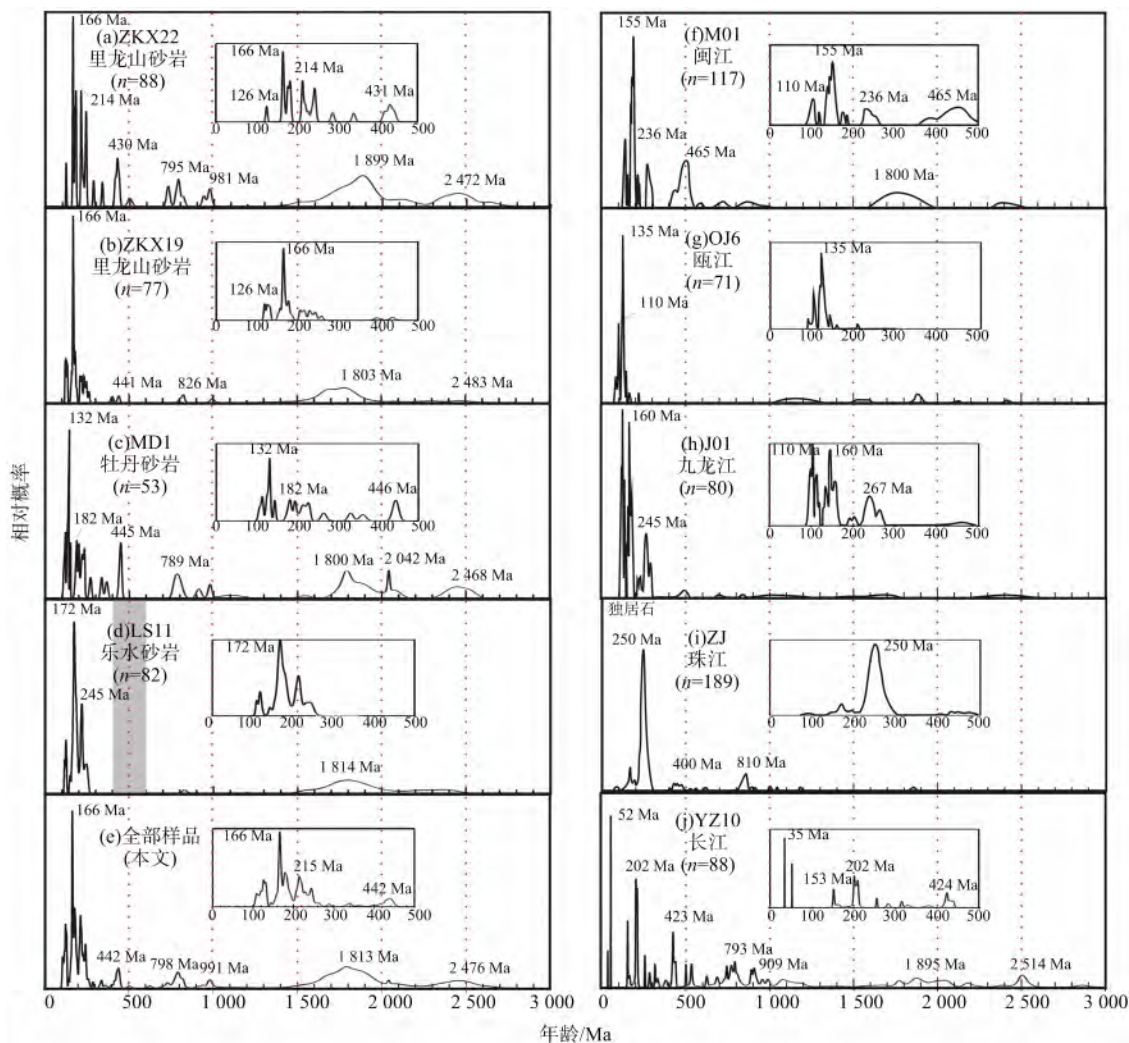 相对概率
166 Ma
(a)ZKX22
里龙山砂岩
(n=88)
214 Ma
430 Ma
795 Ma
981 Ma
1 899 Ma
2 472 Ma
166 Ma
214 Ma
126 Ma
431 Ma
0 100 200 300 400 500
166 Ma
(b)ZKX19
里龙山砂岩
(n=77)
441 Ma
826 Ma
1 803 Ma
2 483 Ma
166 Ma
126 Ma
0 100 200 300 400 500
132 Ma
(c)MD1
牡丹砂岩
(n=53)
182 Ma
445 Ma
789 Ma
1 800 Ma
2 042 Ma
2 468 Ma
132 Ma
182 Ma
446 Ma
0 100 200 300 400 500
172 Ma
(d)LS11
乐水砂岩
(n=82)
245 Ma
1 814 Ma
172 Ma
0 100 200 300 400 500
166 Ma
(e)全部样品
(本文)
442 Ma
798 Ma
991 Ma
1 813 Ma
2 476 Ma
166 Ma
215 Ma
442 Ma
0 100 200 300 400 500
0 500 1 000 1 500 2 000 2 500 3 000
155 Ma
(f)M01
闽江
(n=117)
236 Ma
465 Ma
1 800 Ma
155 Ma
110 Ma
236 Ma
465 Ma
0 100 200 300 400 500
135 Ma
(g)OJ6
瓯江
(n=71)
110 Ma
135 Ma
0 100 200 300 400 500
160 Ma
(h)J01
九龙江
(n=80)
245 Ma
110 Ma
160 Ma
267 Ma
0 100 200 300 400 500
独居石
250 Ma
(i)ZJ
珠江
(n=189)
400 Ma
810 Ma
250 Ma
0 100 200 300 400 500
52 Ma
(j)YZ10
长江
(n=88)
202 Ma
423 Ma
793 Ma
909 Ma
1 895 Ma
2514 Ma
35 Ma
153 Ma
202 Ma
424 Ma
0 100 200 300 400 500
0 500 1 000 1 500 2 000 2 500 3 000
年龄/Ma